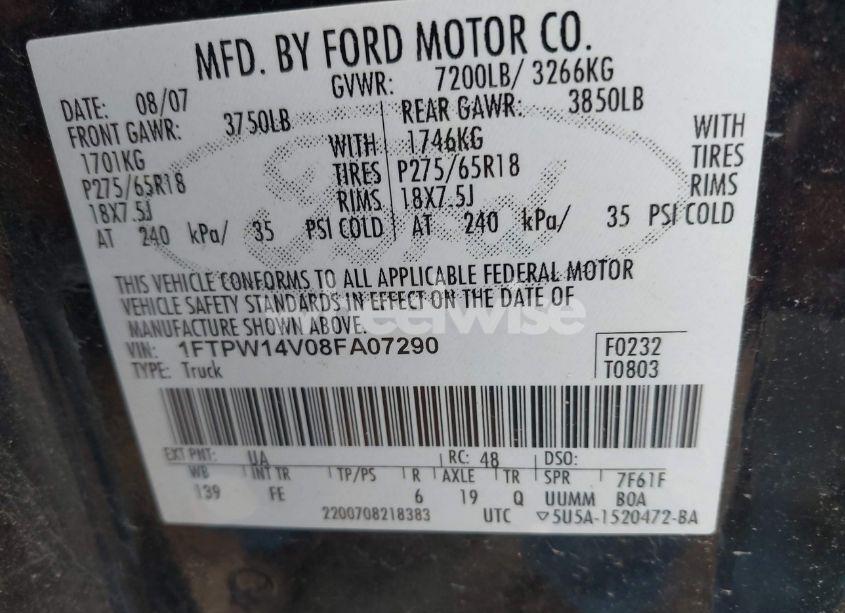 MFD. BY FORD MOTOR CO.
DATE: 08/07 GVWR: 7200LB/ 3266KG
FRONT GAWR: 3750LB REAR GAWR: 3850LB
1701KG WITH 1746KG WITH
P275/65R18 TIRES P275/65R18 TIRES
18X7.5J RIMS 18X7.5J RIMS
AT 240 kPa/ 35 PSI COLD AT 240 kPa/ 35 PSI COLD
THIS VEHICLE CONFORMS TO ALL APPLICABLE FEDERAL MOTOR
VEHICLE SAFETY STANDARDS IN EFFECT ON THE DATE OF
MANUFACTURE SHOWN ABOVE.
VIN: 1FTPW14V08FA07290 F0232
TYPE: Truck T0803
EXT PNT: UA RC: 48 DSO:
WB INT TR TP/PS R AXLE TR SPR 7F61F
139 FE 6 19 Q UUMM BOA
2200708218383 UTC ▽5U5A-1520472-BA